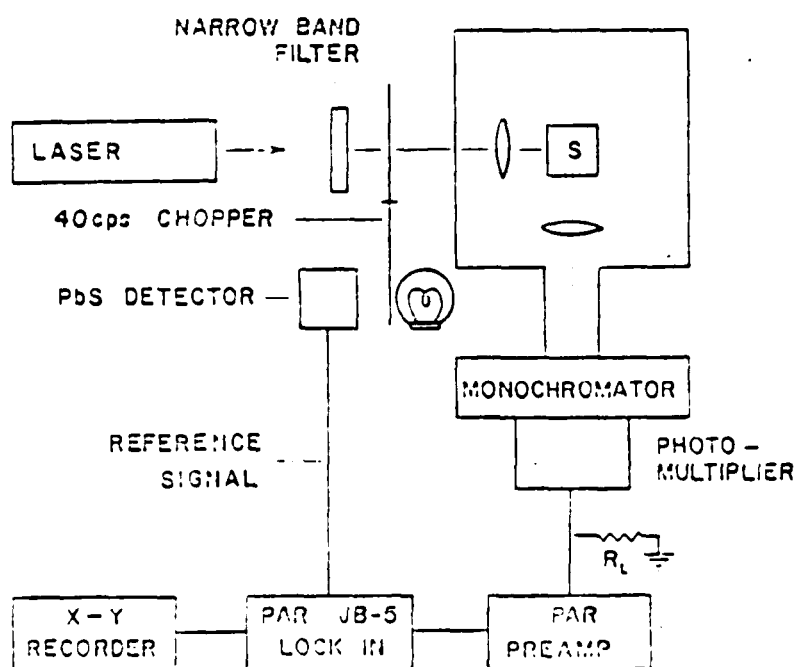 NARROW BAND
FILTER
LASER
S
40cps CHOPPER
PbS DETECTOR
MONOCHROMATOR
REFERENCE
SIGNAL
PHOTO-
MULTIPLIER
RL
X-Y
RECORDER
PAR JB-5
LOCK IN
PAR
PREAMP